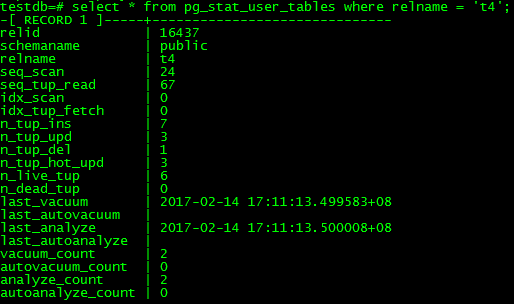 testdb=# select * from pg_stat_user_tables where relname = 't4';
-[ RECORD 1 ]-----+------------------------------
relid             | 16437
schemaname        | public
relname           | t4
seq_scan          | 24
seq_tup_read      | 67
idx_scan          | 0
idx_tup_fetch     | 0
n_tup_ins         | 7
n_tup_upd         | 3
n_tup_del         | 1
n_tup_hot_upd     | 3
n_live_tup        | 6
n_dead_tup        | 0
last_vacuum       | 2017-02-14 17:11:13.499583+08
last_autovacuum   |
last_analyze      | 2017-02-14 17:11:13.500008+08
last_autoanalyze  |
vacuum_count      | 2
autovacuum_count  | 0
analyze_count     | 2
autoanalyze_count | 0